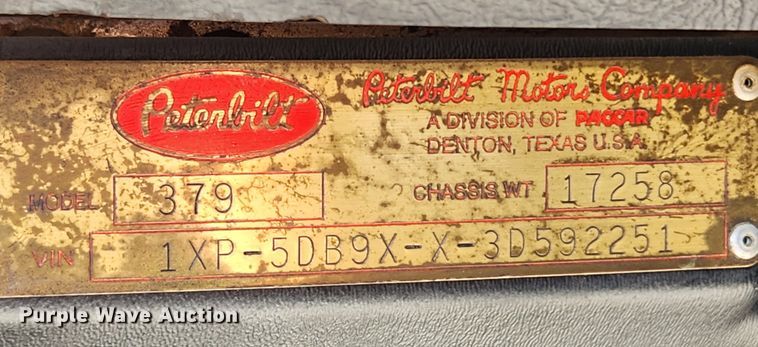 Peterbilt
Peterbilt Motors Company
A DIVISION OF PACCAR
DENTON, TEXAS U.S.A.
MODEL 379 CHASSIS WT 17258
VIN 1XP-5DB9X-X-3D592251
Purple Wave Auction